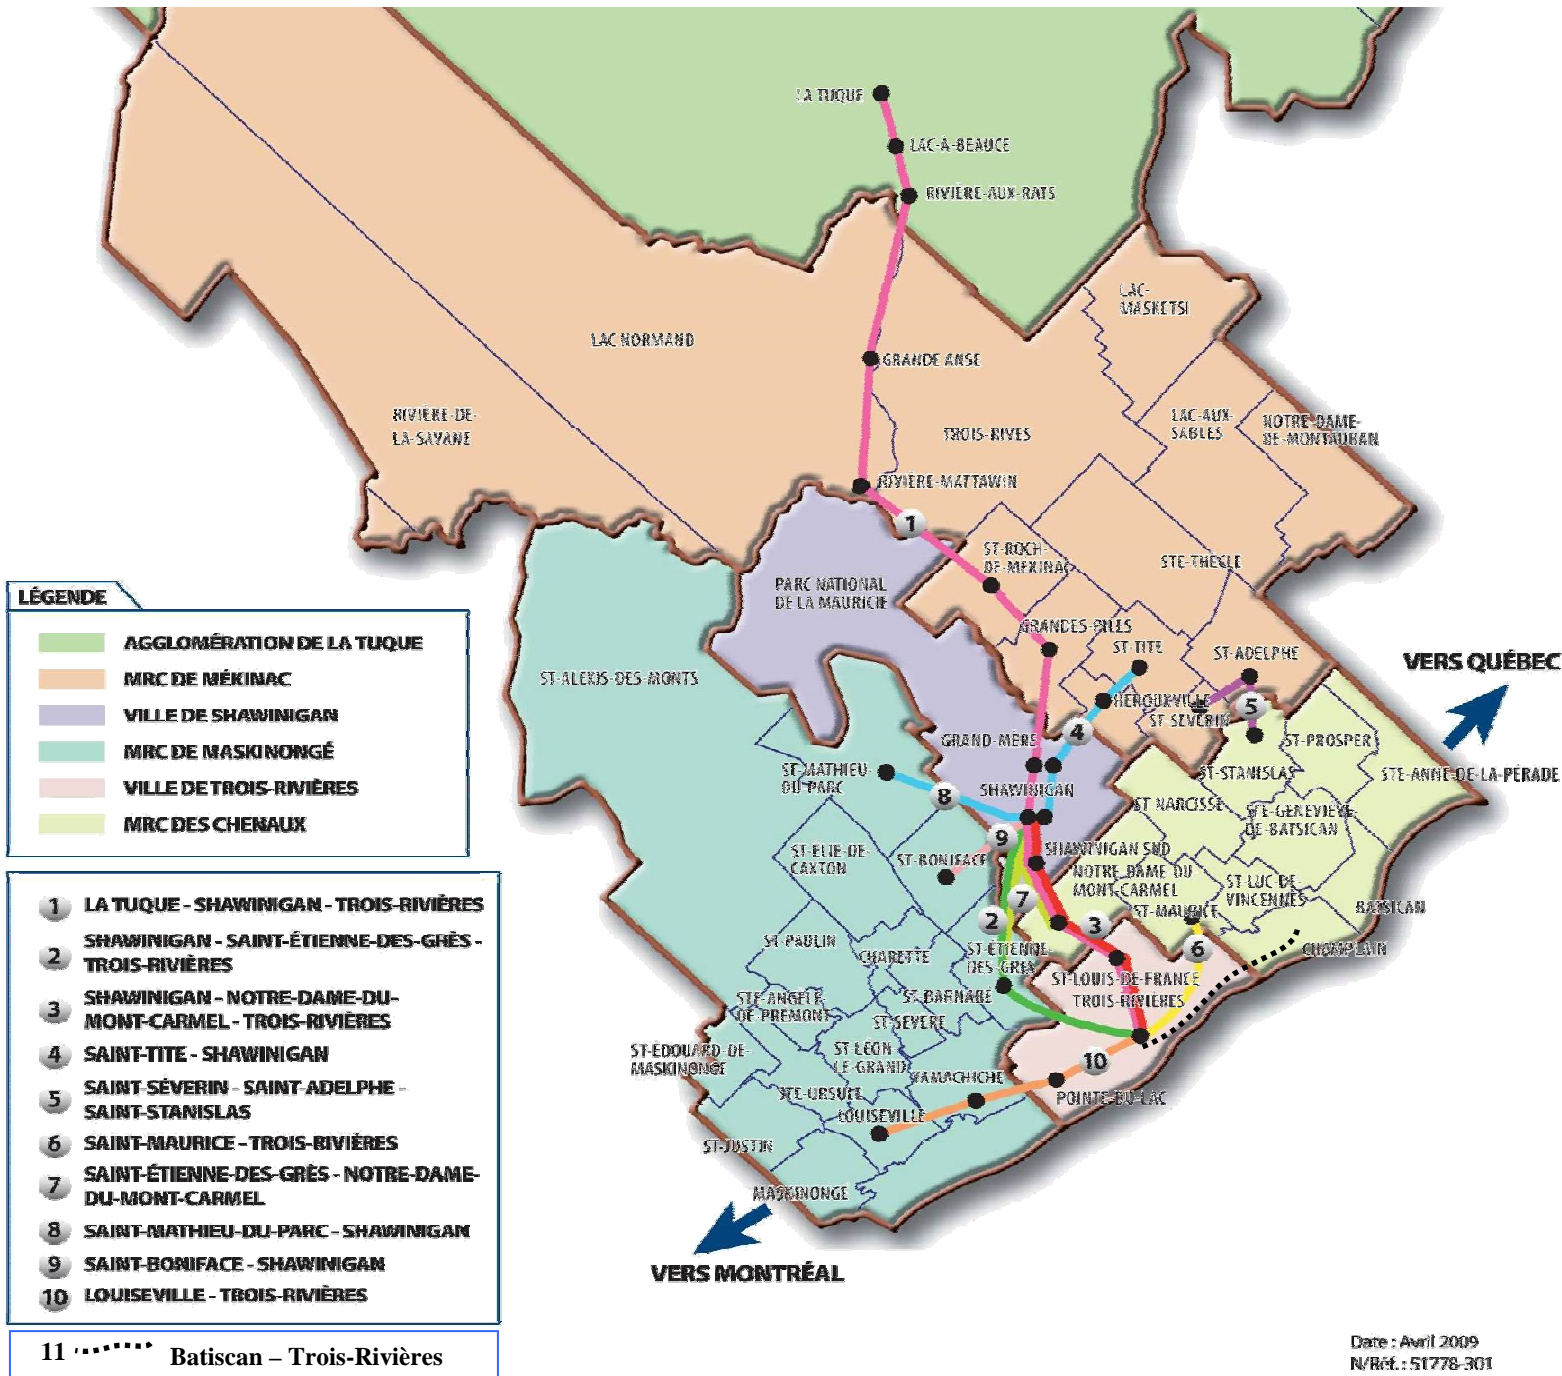 LA TUQUE
LAC-À-BEAUCE
RIVIÈRE-AUX-RATS
LAC-
MASKETSI
LAC NORMAND
GRANDE ANSE
RIVIÈRE-DE-
LA-SAVANE
TROIS-RIVES
LAC-AUX-
SABLES
NOTRE-DAME-
DE-MONTAUBAN
RIVIÈRE-MATTAWIN
1
ST-ROCH-
DE-MÉKINAC
STE-THÈCLE
PARC NATIONAL
DE LA MAURICIE
GRANDES-PILES
ST-TITE
ST-ADELPHE
VERS QUÉBEC
ST-ALEXIS-DES-MONTS
HÉROUXVILLE
ST-SÉVERIN
5
4
GRAND-MÈRE
ST-PROSPER
ST-MATHIEU-
DU-PARC
ST-STANISLAS
STE-ANNE-DE-LA-PÉRADE
8
SHAWINIGAN
ST-NARCISSE
STE-GENEVIÈVE-
DE-BATISCAN
9
ST-ÉLIE-DE-
CAXTON
ST-BONIFACE
SHAWINIGAN SUD
NOTRE-DAME DU
MONT-CARMEL
ST-LUC-DE-
VINCENNES
7
ST-MAURICE
BATSICAN
2
3
ST-PAULIN
CHARETTE
ST-ÉTIENNE
DES-GRÈS
6
CHAMPLAIN
ST-LOUIS-DE-FRANCE
TROIS-RIVIÈRES
STE-ANGÈLE-
DE-PRÉMONT
ST-BARNABÉ
ST-SÉVÈRE
ST-ÉDOUARD-DE-
MASKINONGÉ
ST-LÉON-
LE-GRAND
10
YAMACHICHE
STE-URSULE
LOUISEVILLE
POINTE-DU-LAC
ST-JUSTIN
MASKINONGÉ
VERS MONTRÉAL
LÉGENDE
AGGLOMÉRATION DE LA TUQUE
MRC DE MÉKINAC
VILLE DE SHAWINIGAN
MRC DE MASKINONGÉ
VILLE DE TROIS-RIVIÈRES
MRC DES CHENAUX
1 LA TUQUE - SHAWINIGAN - TROIS-RIVIÈRES
2 SHAWINIGAN - SAINT-ÉTIENNE-DES-GRÈS -
TROIS-RIVIÈRES
3 SHAWINIGAN - NOTRE-DAME-DU-
MONT-CARMEL - TROIS-RIVIÈRES
4 SAINT-TITE - SHAWINIGAN
5 SAINT-SÉVERIN - SAINT-ADELPHE -
SAINT-STANISLAS
6 SAINT-MAURICE - TROIS-RIVIÈRES
7 SAINT-ÉTIENNE-DES-GRÈS - NOTRE-DAME-
DU-MONT-CARMEL
8 SAINT-MATHIEU-DU-PARC - SHAWINIGAN
9 SAINT-BONIFACE - SHAWINIGAN
10 LOUISEVILLE - TROIS-RIVIÈRES
11 Batiscan – Trois-Rivières
Date : Avril 2009
N/Réf. : 51778-301